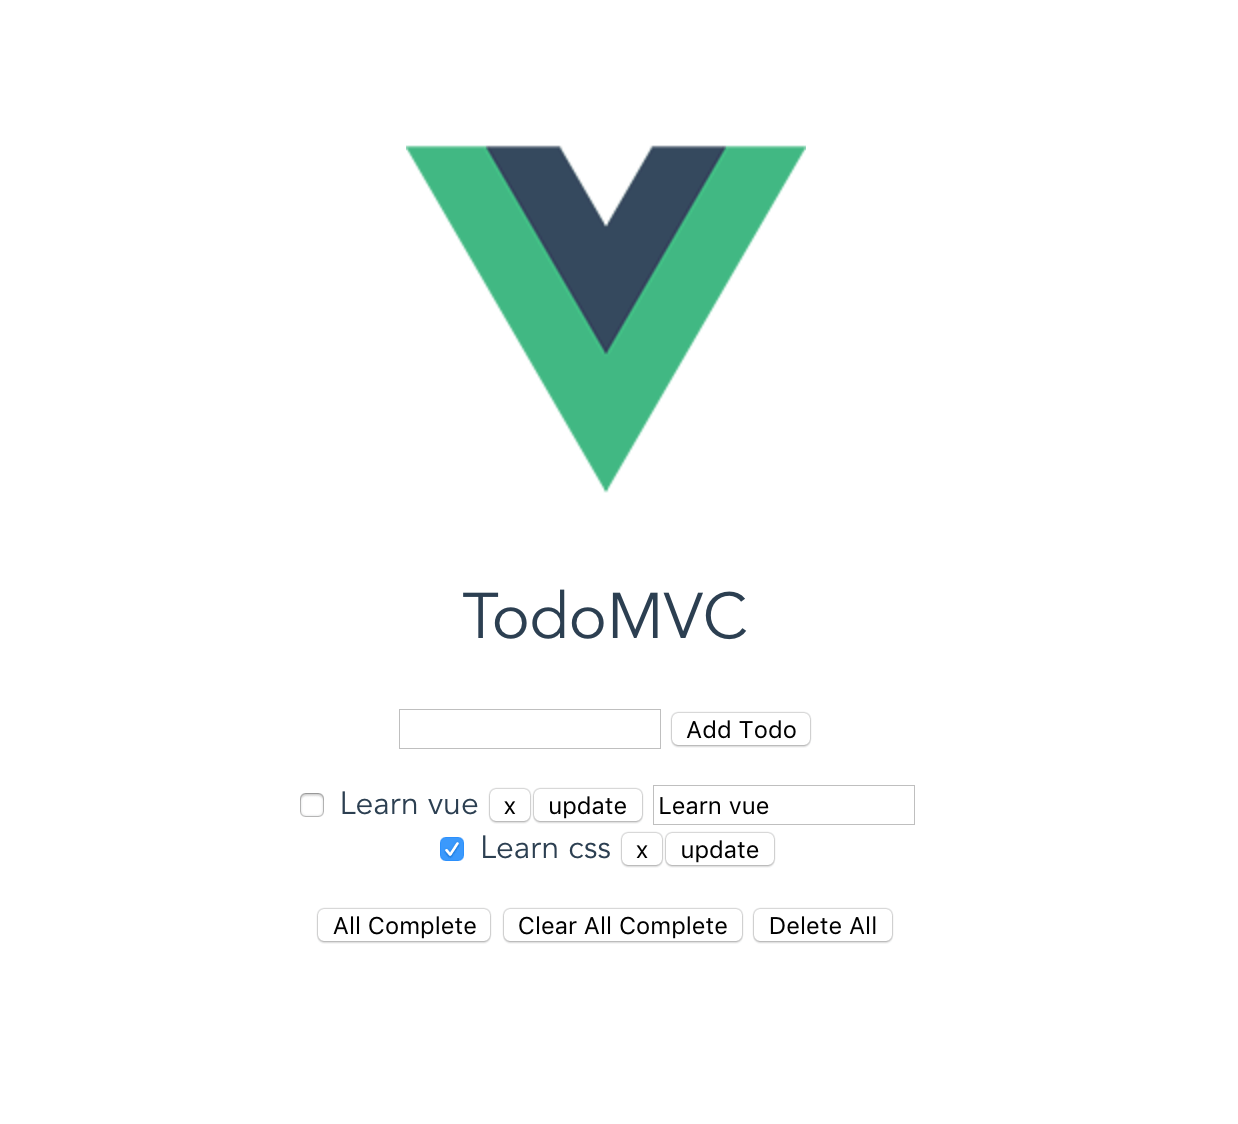 TodoMVC
Add Todo
Learn vue x update Learn vue
Learn css x update
All Complete Clear All Complete Delete All